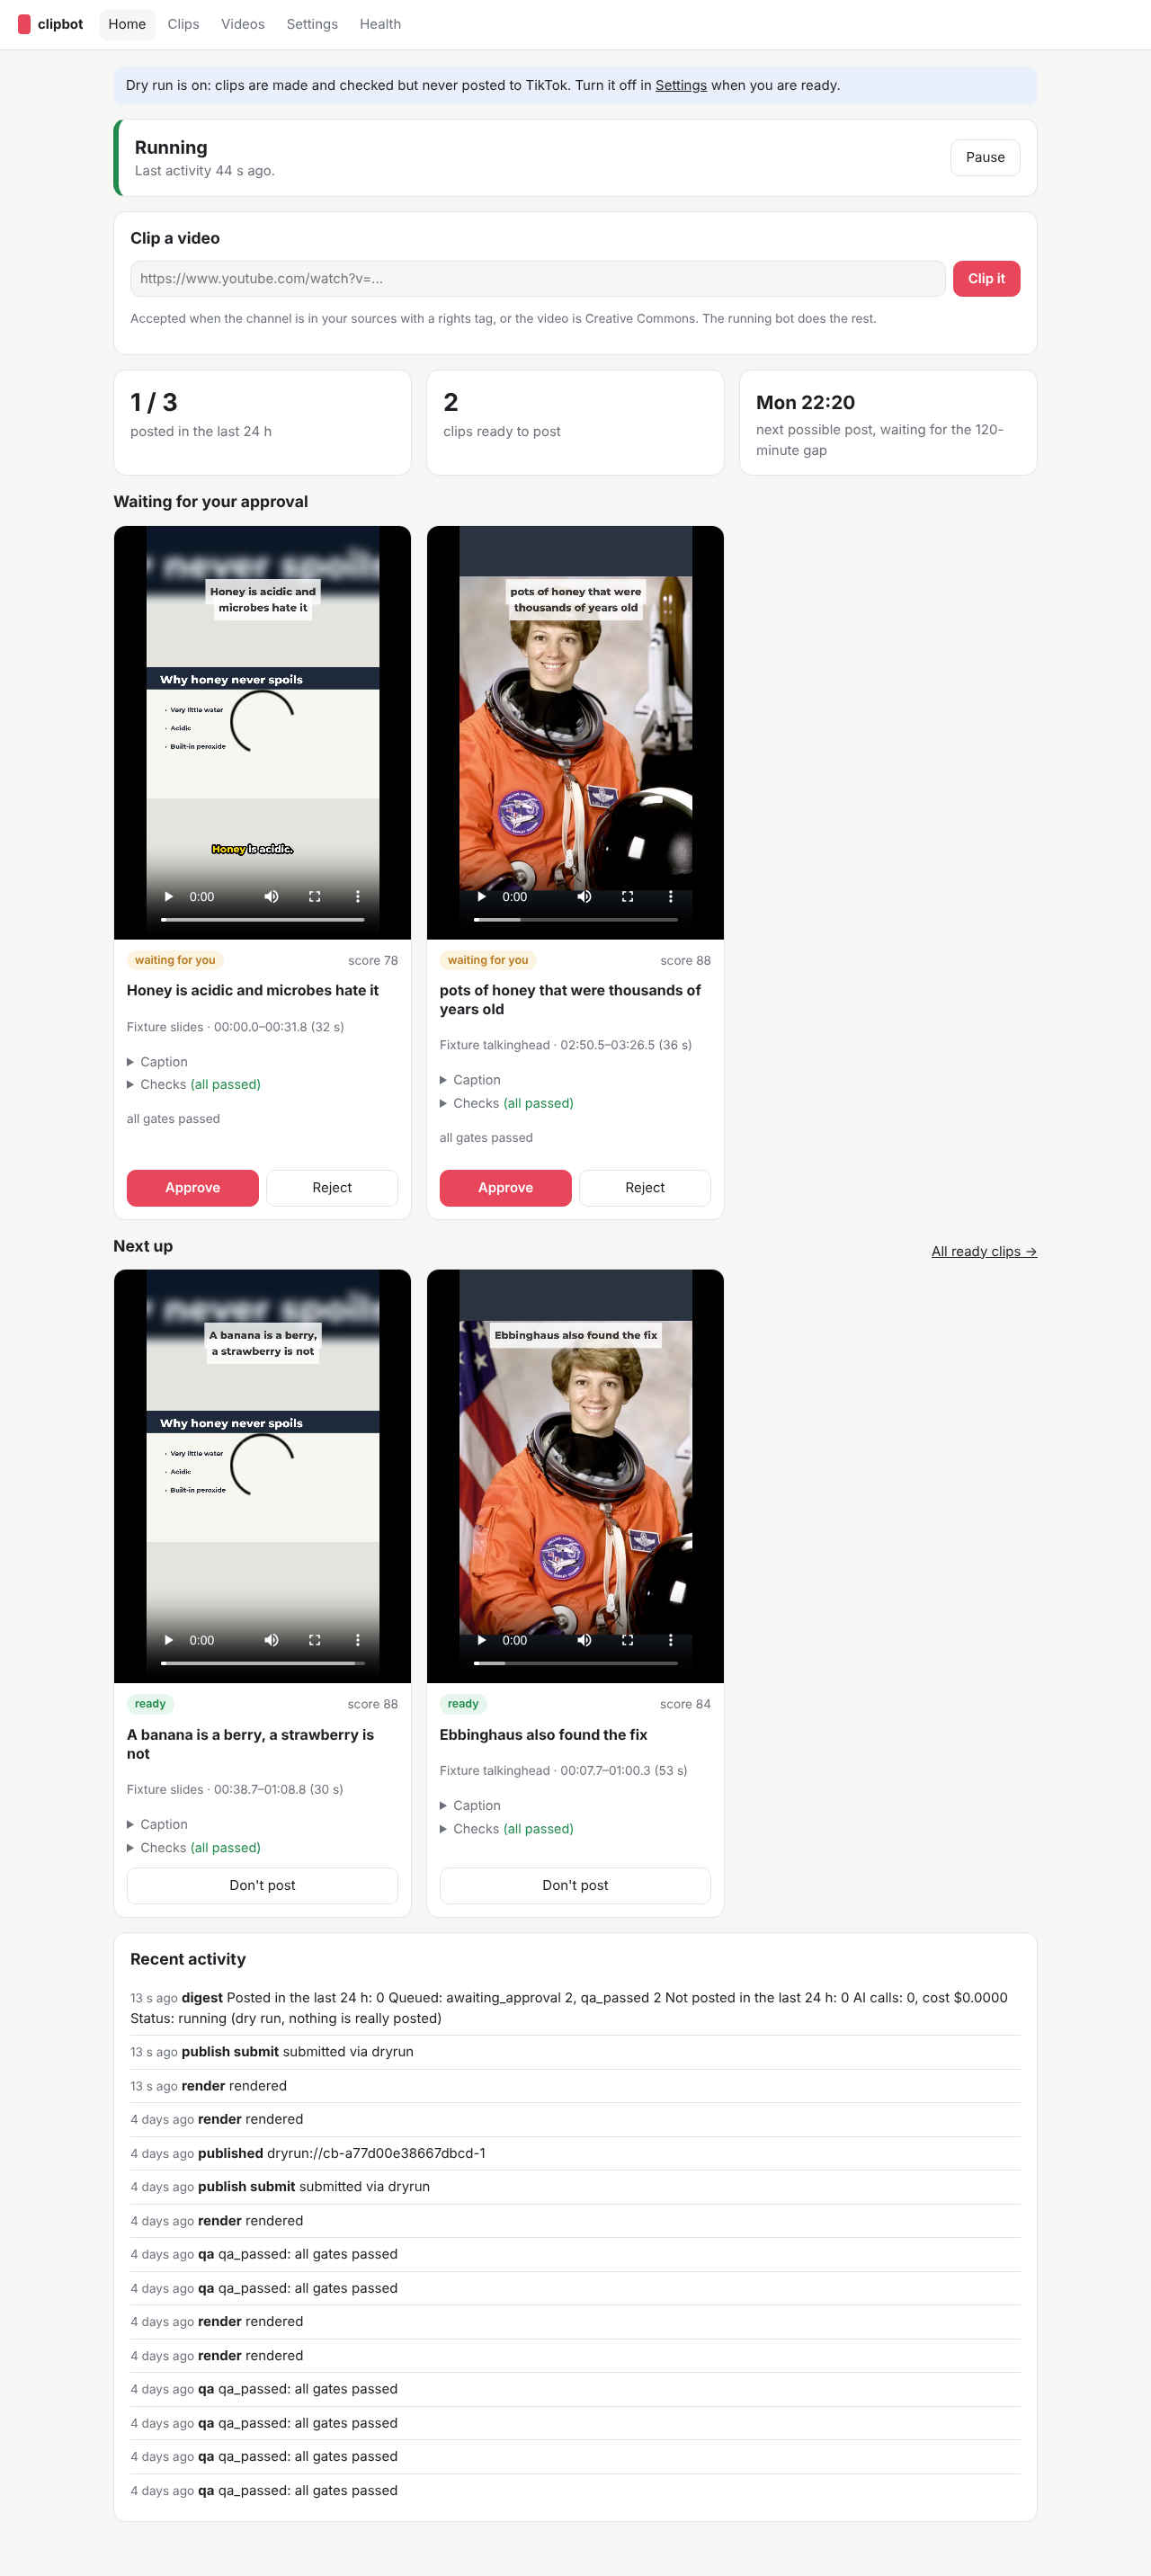 clipbot Home Clips Videos Settings Health
Dry run is on: clips are made and checked but never posted to TikTok. Turn it off in Settings when you are ready.
Running
Last activity 44 s ago.
Pause
Clip a video
https://www.youtube.com/watch?v=...
Clip it
Accepted when the channel is in your sources with a rights tag, or the video is Creative Commons. The running bot does the rest.
1 / 3
posted in the last 24 h
2
clips ready to post
Mon 22:20
next possible post, waiting for the 120-
minute gap
Waiting for your approval
never spoils
Honey is acidic and
microbes hate it
Why honey never spoils
· Very little water
· Acidic
· Built-in peroxide
Honey is acidic.
0:00
waiting for you score 78
Honey is acidic and microbes hate it
Fixture slides · 00:00.0–00:31.8 (32 s)
▶ Caption
▶ Checks (all passed)
all gates passed
Approve Reject
pots of honey that were
thousands of years old
0:00
waiting for you score 88
pots of honey that were thousands of
years old
Fixture talkinghead · 02:50.5–03:26.5 (36 s)
▶ Caption
▶ Checks (all passed)
all gates passed
Approve Reject
Next up
All ready clips →
never spoils
A banana is a berry,
a strawberry is not
Why honey never spoils
· Very little water
· Acidic
· Built-in peroxide
0:00
ready score 88
A banana is a berry, a strawberry is
not
Fixture slides · 00:38.7–01:08.8 (30 s)
▶ Caption
▶ Checks (all passed)
Don't post
Ebbinghaus also found the fix
0:00
ready score 84
Ebbinghaus also found the fix
Fixture talkinghead · 00:07.7–01:00.3 (53 s)
▶ Caption
▶ Checks (all passed)
Don't post
Recent activity
13 s ago digest Posted in the last 24 h: 0 Queued: awaiting_approval 2, qa_passed 2 Not posted in the last 24 h: 0 AI calls: 0, cost $0.0000
Status: running (dry run, nothing is really posted)
13 s ago publish submit submitted via dryrun
13 s ago render rendered
4 days ago render rendered
4 days ago published dryrun://cb-a77d00e38667dbcd-1
4 days ago publish submit submitted via dryrun
4 days ago render rendered
4 days ago qa qa_passed: all gates passed
4 days ago qa qa_passed: all gates passed
4 days ago render rendered
4 days ago render rendered
4 days ago qa qa_passed: all gates passed
4 days ago qa qa_passed: all gates passed
4 days ago qa qa_passed: all gates passed
4 days ago qa qa_passed: all gates passed